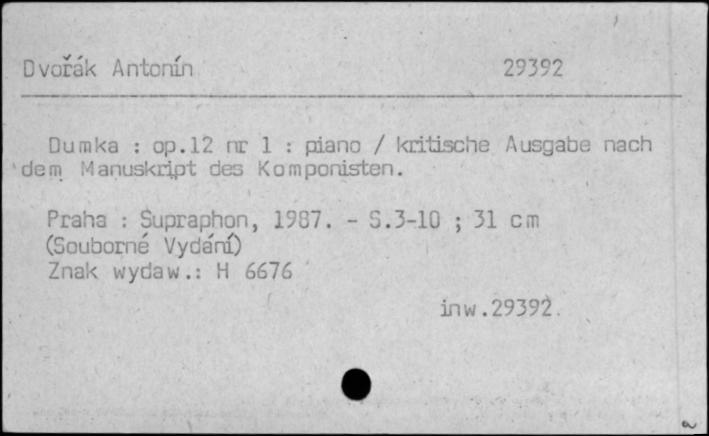 Dvořák Antonín 29392
Dumka : op.12 nr 1 : piano / kritische Ausgabe nach
dem Manuskript des Komponisten.
Praha : Supraphon, 1987. - S.3-10 ; 31 cm
(Souborné Vydání)
Znak wydaw.: H 6676
inw.29392